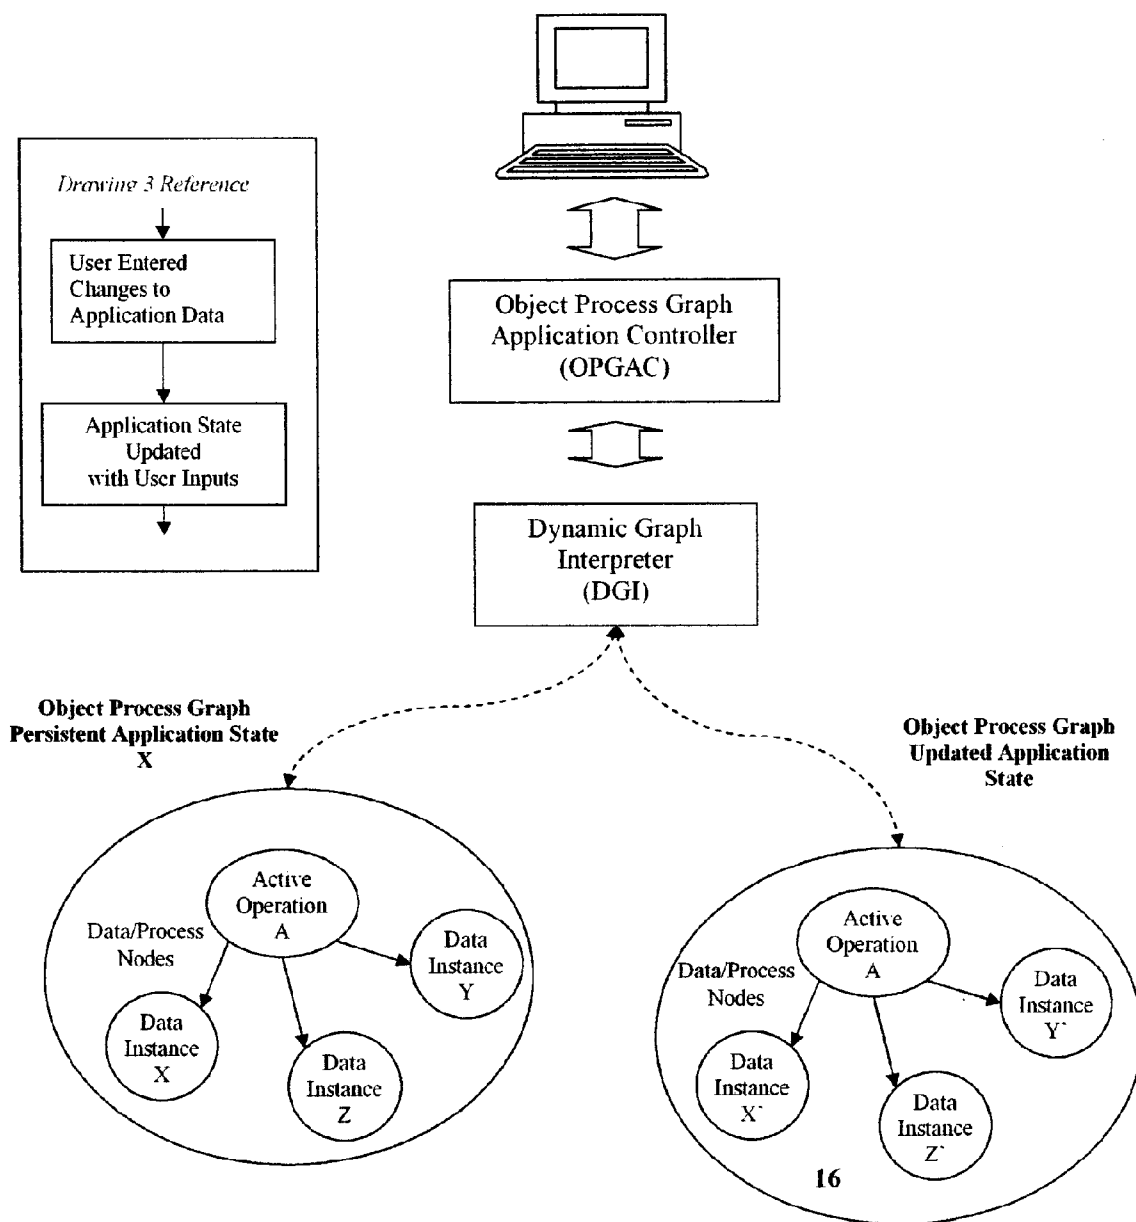 Drawing 3 Reference
User Entered
Changes to
Application Data
Application State
Updated
with User Inputs
Object Process Graph
Application Controller
(OPGAC)
Dynamic Graph
Interpreter
(DGI)
Object Process Graph
Persistent Application State
X
Object Process Graph
Updated Application
State
Active
Operation
A
Data/Process
Nodes
Data
Instance
Y
Data
Instance
X
Data
Instance
Z
Active
Operation
A
Data/Process
Nodes
Data
Instance
Y`
Data
Instance
X`
Data
Instance
Z`
16